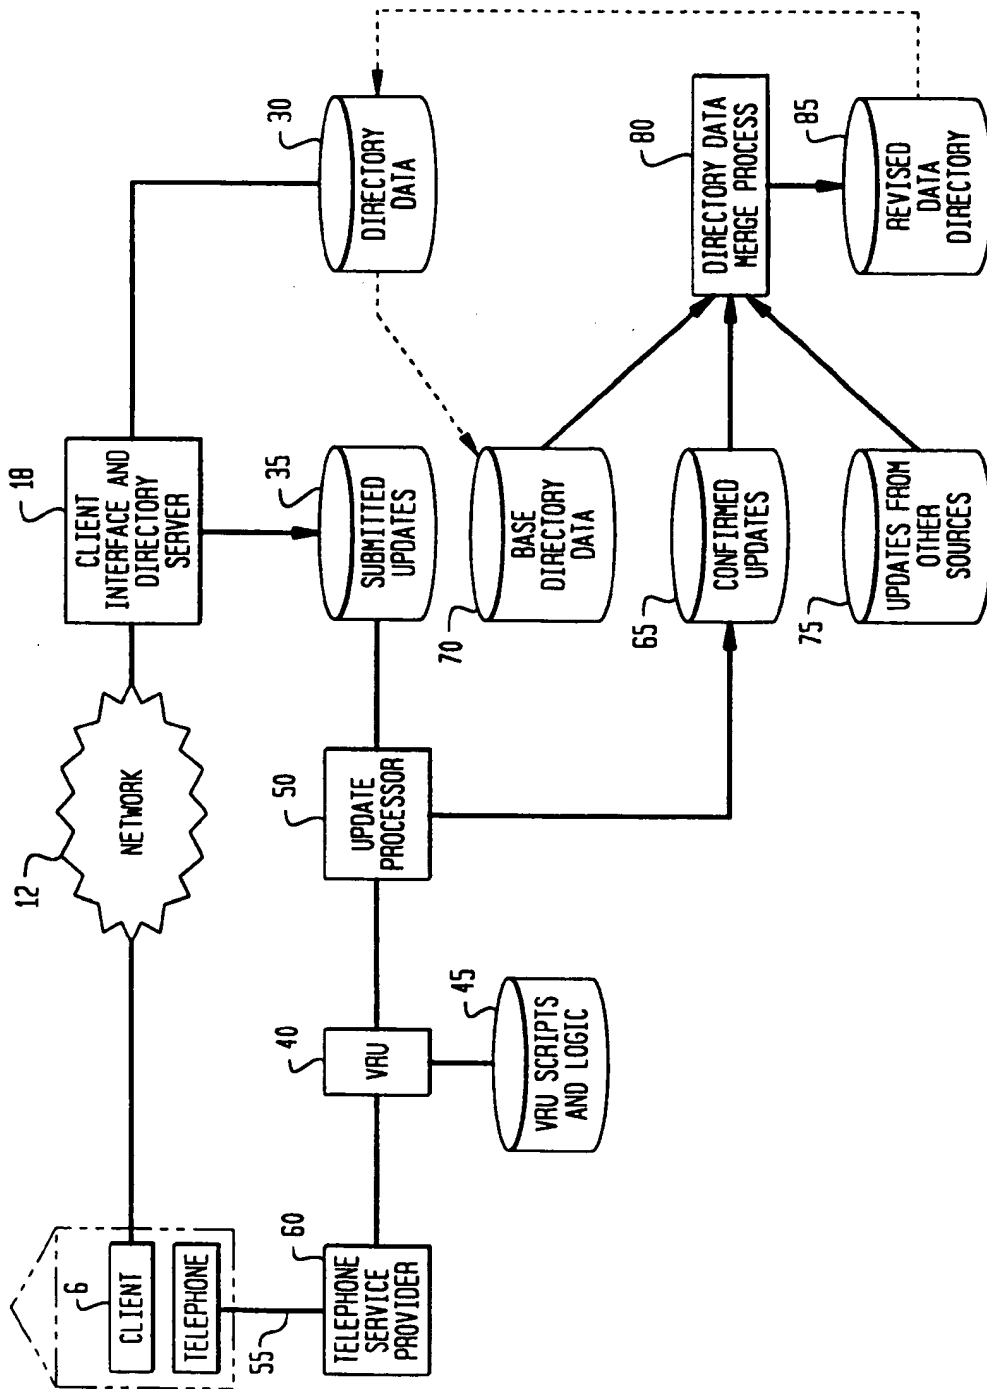 6
CLIENT
TELEPHONE
55
60
TELEPHONE
SERVICE
PROVIDER
12
NETWORK
18
CLIENT
INTERFACE AND
DIRECTORY
SERVER
30
DIRECTORY
DATA
35
SUBMITTED
UPDATES
50
UPDATE
PROCESSOR
40
VRU
45
VRU SCRIPTS
AND LOGIC
70
BASE
DIRECTORY
DATA
65
CONFIRMED
UPDATES
75
UPDATES FROM
OTHER
SOURCES
80
DIRECTORY DATA
MERGE PROCESS
85
REVISED
DATA
DIRECTORY